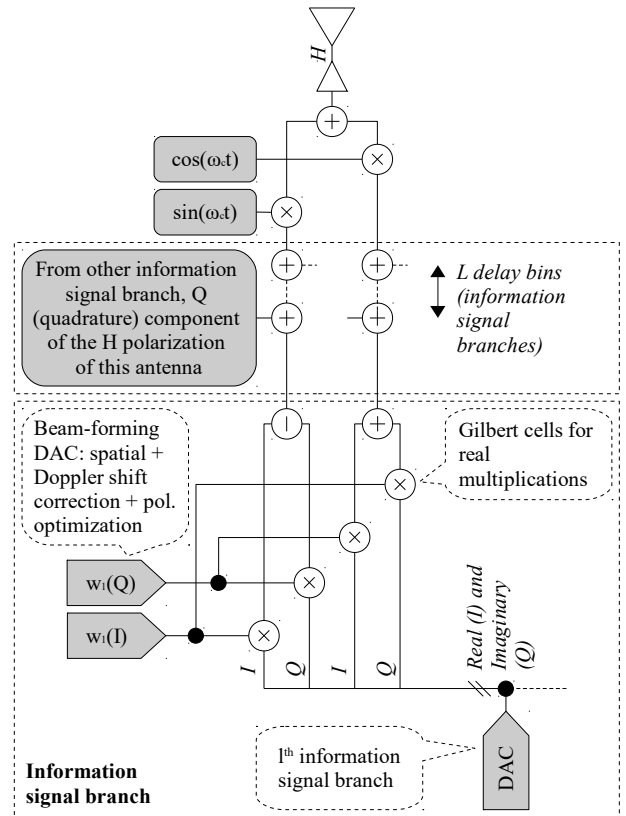 H
+
cos(ωct)
×
sin(ωct)
×
From other information
signal branch, Q
(quadrature) component
of the H polarization
of this antenna
+
+
+
+
L delay bins
(information
signal
branches)
Beam-forming
DAC: spatial +
Doppler shift
correction + pol.
optimization
−
+
Gilbert cells for
real
multiplications
×
×
w₁(Q)
×
w₁(I)
×
I
Q
I
Q
Real (I) and
Imaginary
(Q)
lᵗʰ information
signal branch
DAC
Information
signal branch